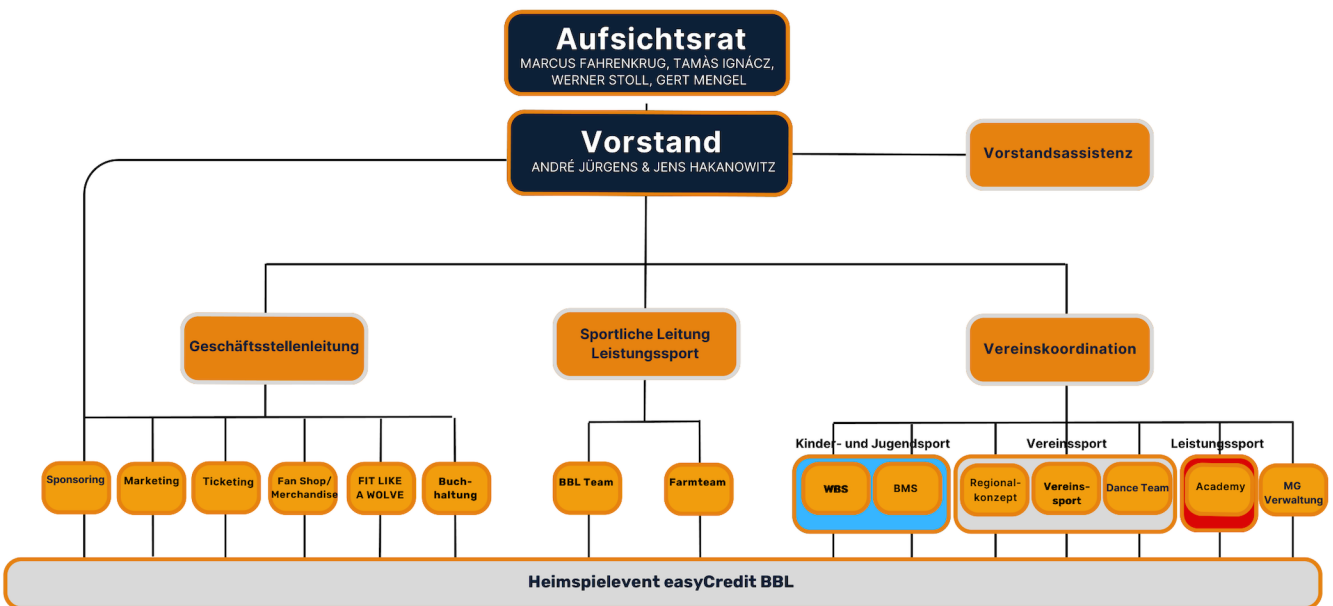 Aufsichtsrat
MARCUS FAHRENKRUG, TAMÀS IGNÁCZ,
WERNER STOLL, GERT MENGEL
Vorstand
ANDRÉ JÜRGENS & JENS HAKANOWITZ
Vorstandsassistenz
Geschäftsstellenleitung
Sportliche Leitung
Leistungssport
Vereinskoordination
Kinder- und Jugendsport
Vereinssport
Leistungssport
Sponsoring
Marketing
Ticketing
Fan Shop/
Merchandise
FIT LIKE
A WOLVE
Buch-
haltung
BBL Team
Farmteam
WBS
BMS
Regional-
konzept
Vereins-
sport
Dance Team
Academy
MG
Verwaltung
Heimspielevent easyCredit BBL